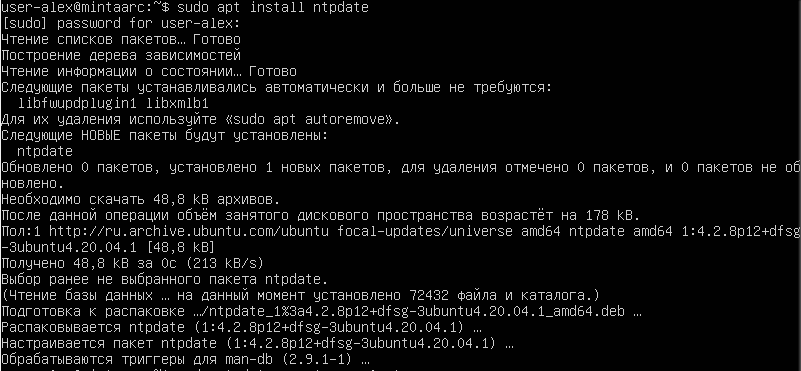 user-alex@mintaarc:~$ sudo apt install ntpdate
[sudo] password for user-alex:
Чтение списков пакетов… Готово
Построение дерева зависимостей
Чтение информации о состоянии… Готово
Следующие пакеты устанавливались автоматически и больше не требуются:
  libfwupdplugin1 libxmlb1
Для их удаления используйте «sudo apt autoremove».
Следующие НОВЫЕ пакеты будут установлены:
  ntpdate
Обновлено 0 пакетов, установлено 1 новых пакетов, для удаления отмечено 0 пакетов, и 0 пакетов не об
новлено.
Необходимо скачать 48,8 kB архивов.
После данной операции объём занятого дискового пространства возрастёт на 178 kB.
Пол:1 http://ru.archive.ubuntu.com/ubuntu focal-updates/universe amd64 ntpdate amd64 1:4.2.8p12+dfsg
-3ubuntu4.20.04.1 [48,8 kB]
Получено 48,8 kB за 0с (213 kB/s)
Выбор ранее не выбранного пакета ntpdate.
(Чтение базы данных … на данный момент установлено 72432 файла и каталога.)
Подготовка к распаковке …/ntpdate_1%3a4.2.8p12+dfsg-3ubuntu4.20.04.1_amd64.deb …
Распаковывается ntpdate (1:4.2.8p12+dfsg-3ubuntu4.20.04.1) …
Настраивается пакет ntpdate (1:4.2.8p12+dfsg-3ubuntu4.20.04.1) …
Обрабатываются триггеры для man-db (2.9.1-1) …